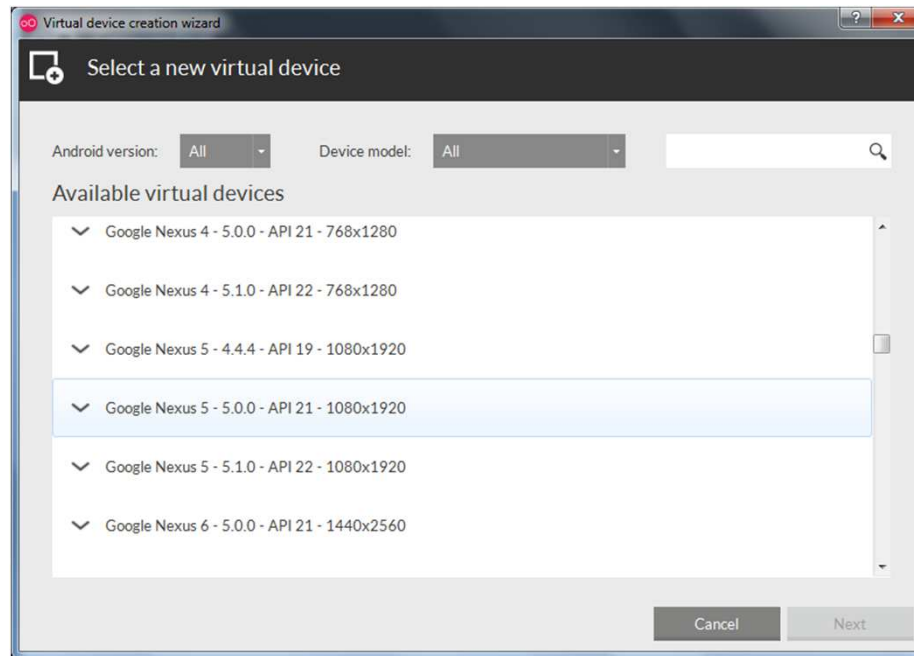 Virtual device creation wizard
Select a new virtual device
Android version: All Device model: All
Available virtual devices
Google Nexus 4 - 5.0.0 - API 21 - 768x1280
Google Nexus 4 - 5.1.0 - API 22 - 768x1280
Google Nexus 5 - 4.4.4 - API 19 - 1080x1920
Google Nexus 5 - 5.0.0 - API 21 - 1080x1920
Google Nexus 5 - 5.1.0 - API 22 - 1080x1920
Google Nexus 6 - 5.0.0 - API 21 - 1440x2560
Cancel Next